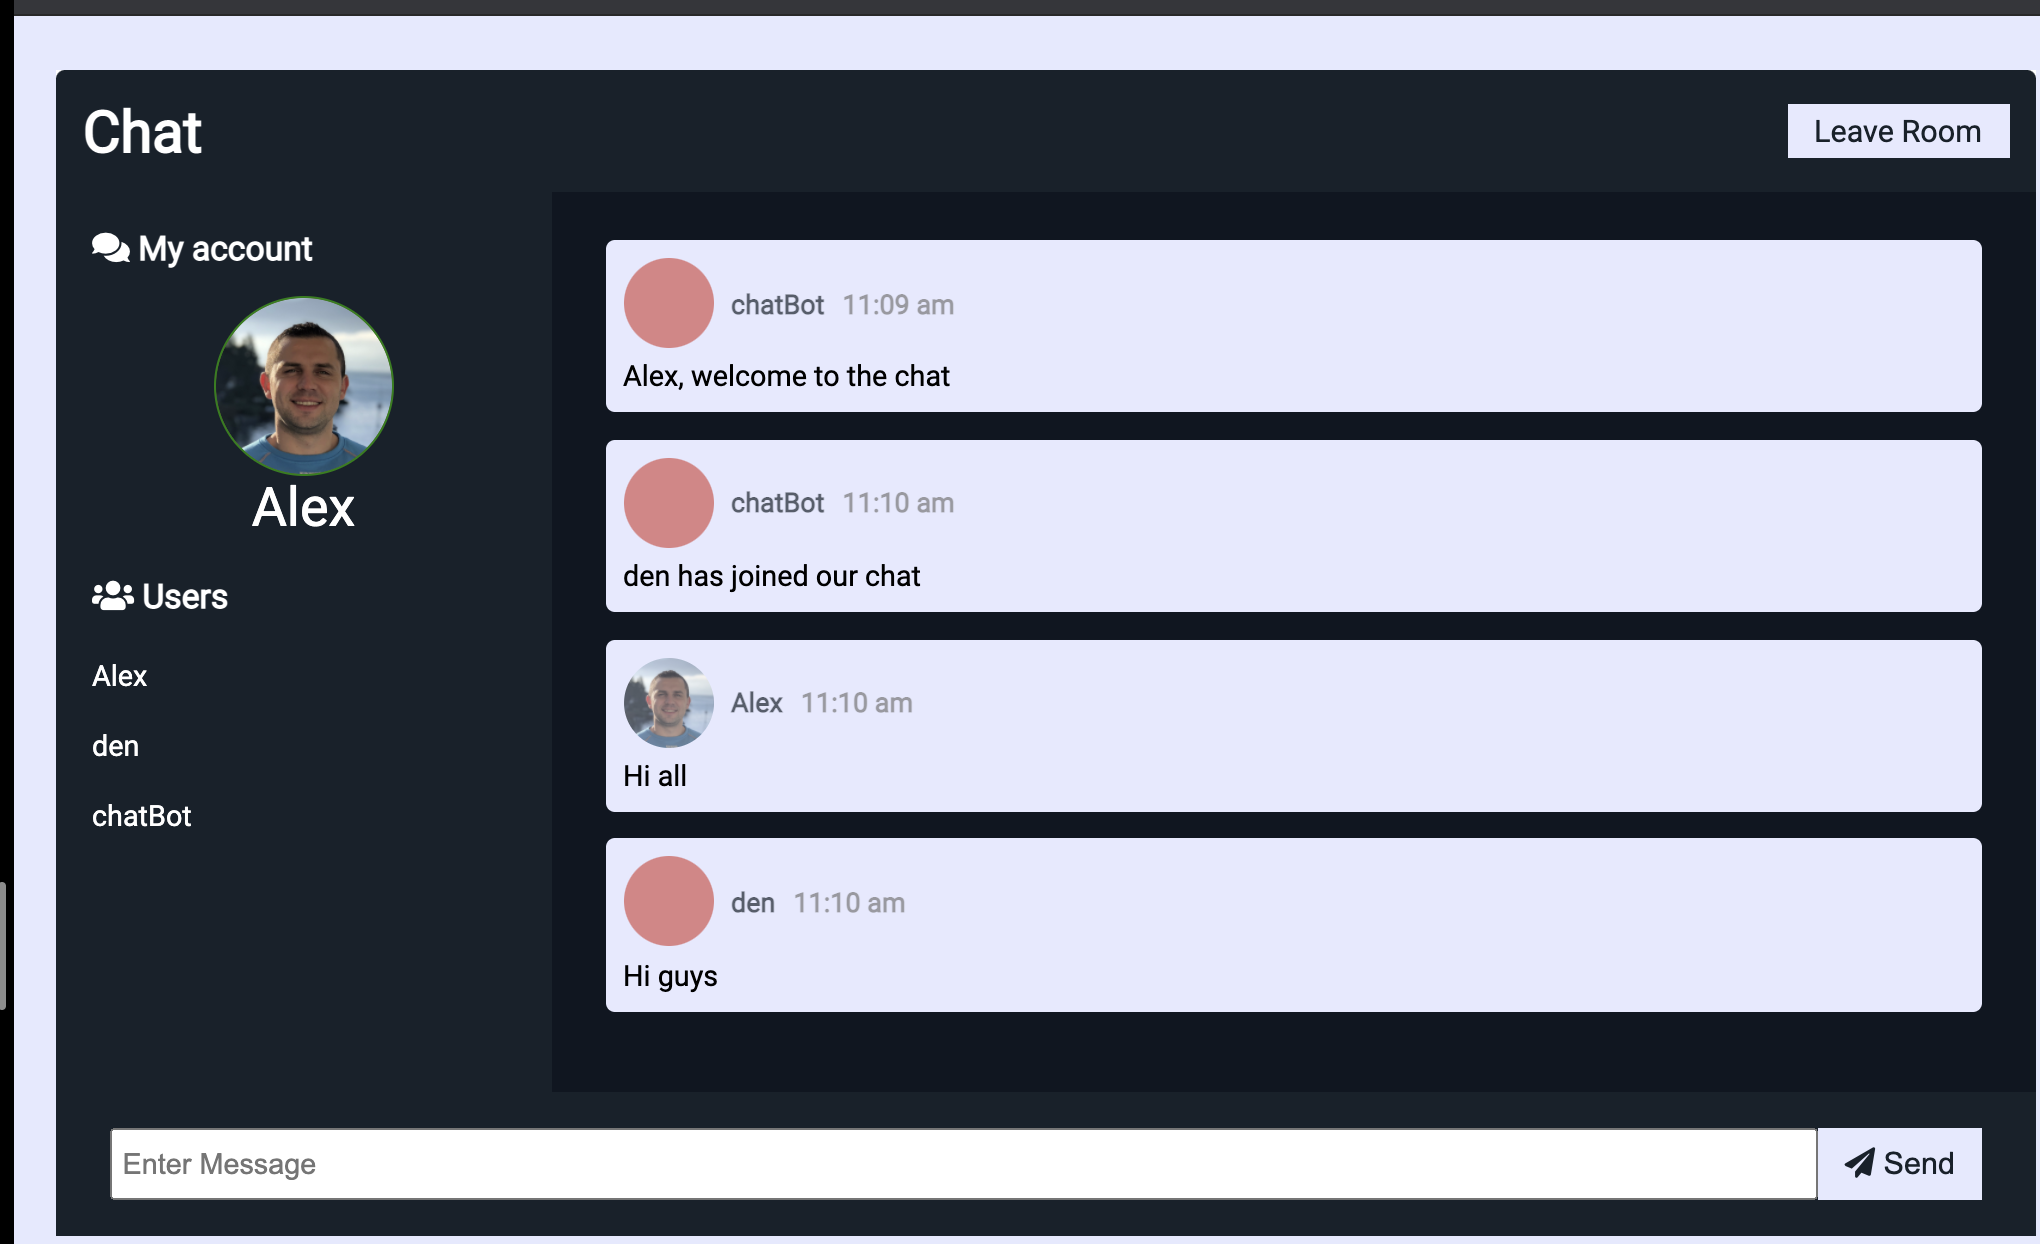 Chat
Leave Room
My account
Alex
Users
Alex
den
chatBot
chatBot 11:09 am
Alex, welcome to the chat
chatBot 11:10 am
den has joined our chat
Alex 11:10 am
Hi all
den 11:10 am
Hi guys
Enter Message
Send